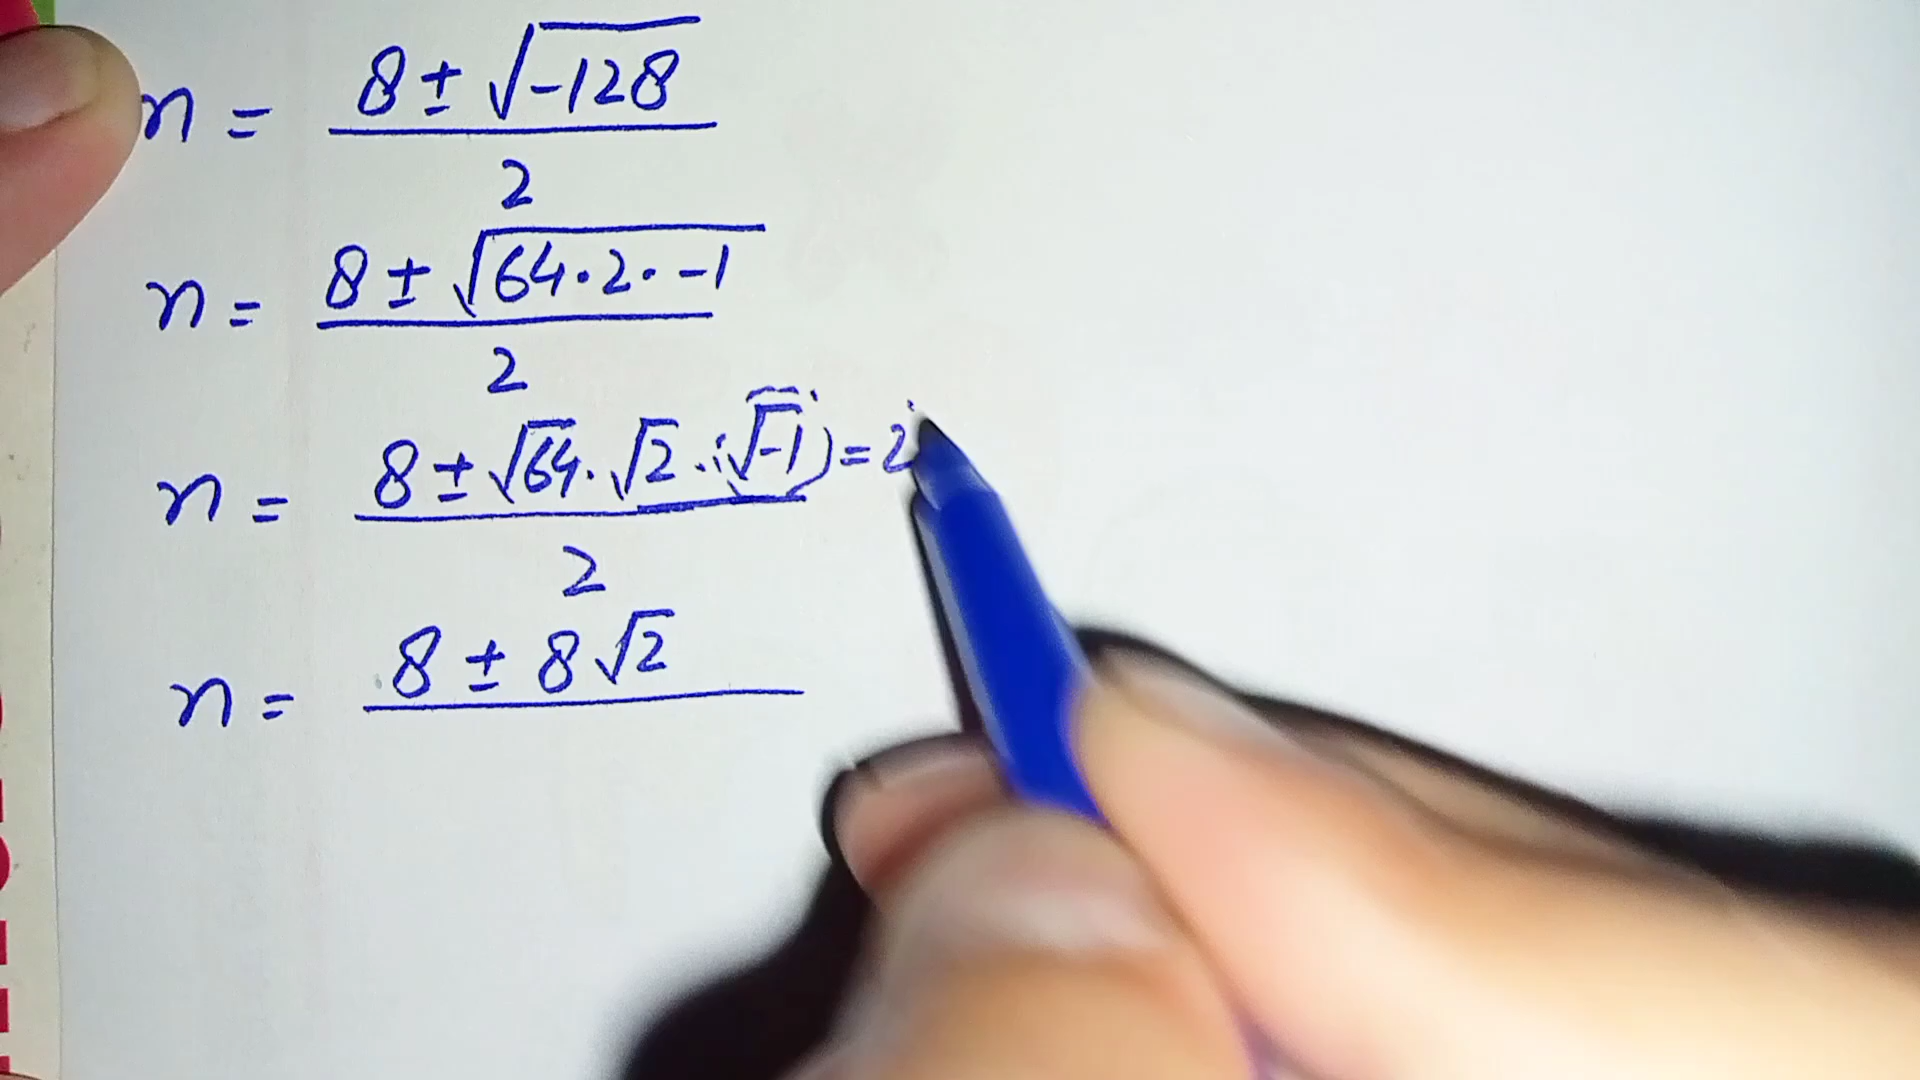 n = 8 ± √-128
2
n = 8 ± √64·2·-1
2
n = 8 ± √64·√2·(√-1) = i
2
n = 8 ± 8√2